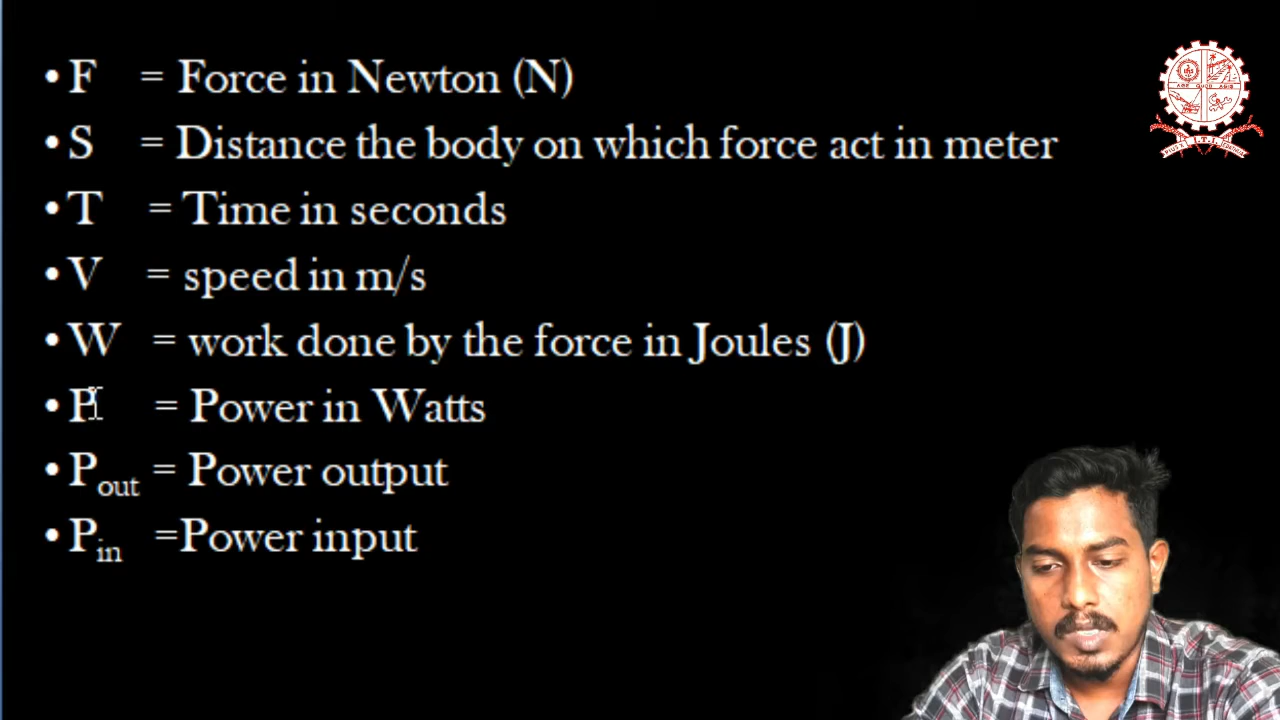 • F = Force in Newton (N)
• S = Distance the body on which force act in meter
• T = Time in seconds
• V = speed in m/s
• W = work done by the force in Joules (J)
• P = Power in Watts
• Pout = Power output
• Pin =Power input